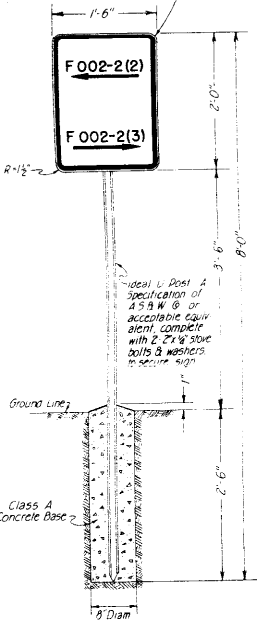 1'-6"
F 002-2(2)
F 002-2(3)
2'-0"
R=1½"
8'-0"
3'-6"
Ideal U Post A
Specification of
A.S.& W. Co or
acceptable equiv-
alent, complete
with 2-2"x¼" stove
bolts & washers
to secure sign
1"
Ground Line
2'-6"
Class A
Concrete Base
8" Diam